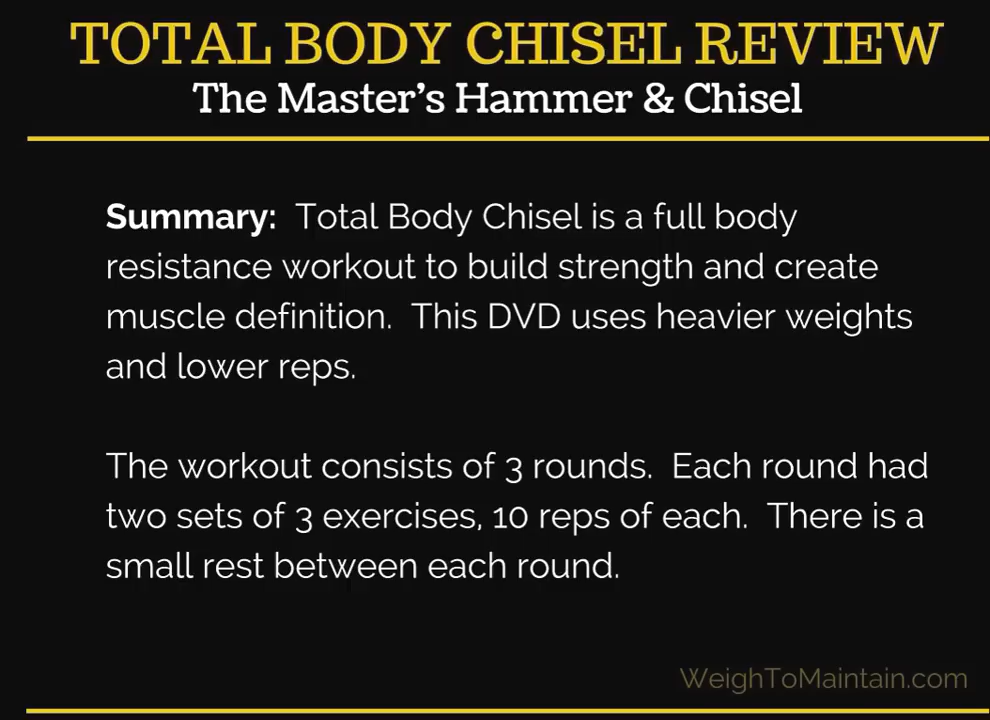 TOTAL BODY CHISEL REVIEW
The Master's Hammer & Chisel
Summary:  Total Body Chisel is a full body
resistance workout to build strength and create
muscle definition.  This DVD uses heavier weights
and lower reps.
The workout consists of 3 rounds.  Each round had
two sets of 3 exercises, 10 reps of each.  There is a
small rest between each round.
WeighToMaintain.com